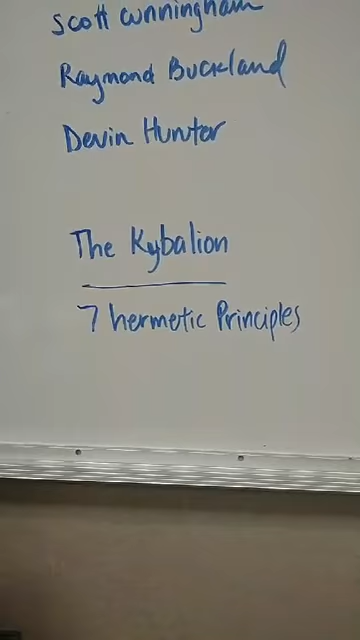 Scott Cunningham
Raymond Buckland
Devin Hunter
The Kybalion
7 hermetic Principles